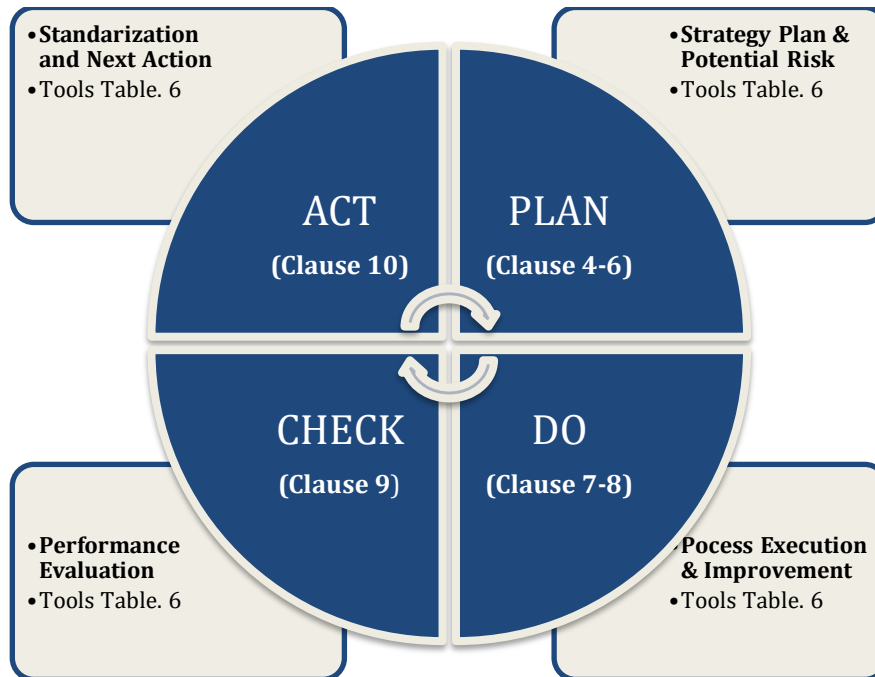 •Standarization
and Next Action
•Tools Table. 6
•Strategy Plan &
Potential Risk
•Tools Table. 6
ACT
(Clause 10)
PLAN
(Clause 4-6)
CHECK
(Clause 9)
DO
(Clause 7-8)
•Performance
Evaluation
•Tools Table. 6
•Pocess Execution
& Improvement
•Tools Table. 6